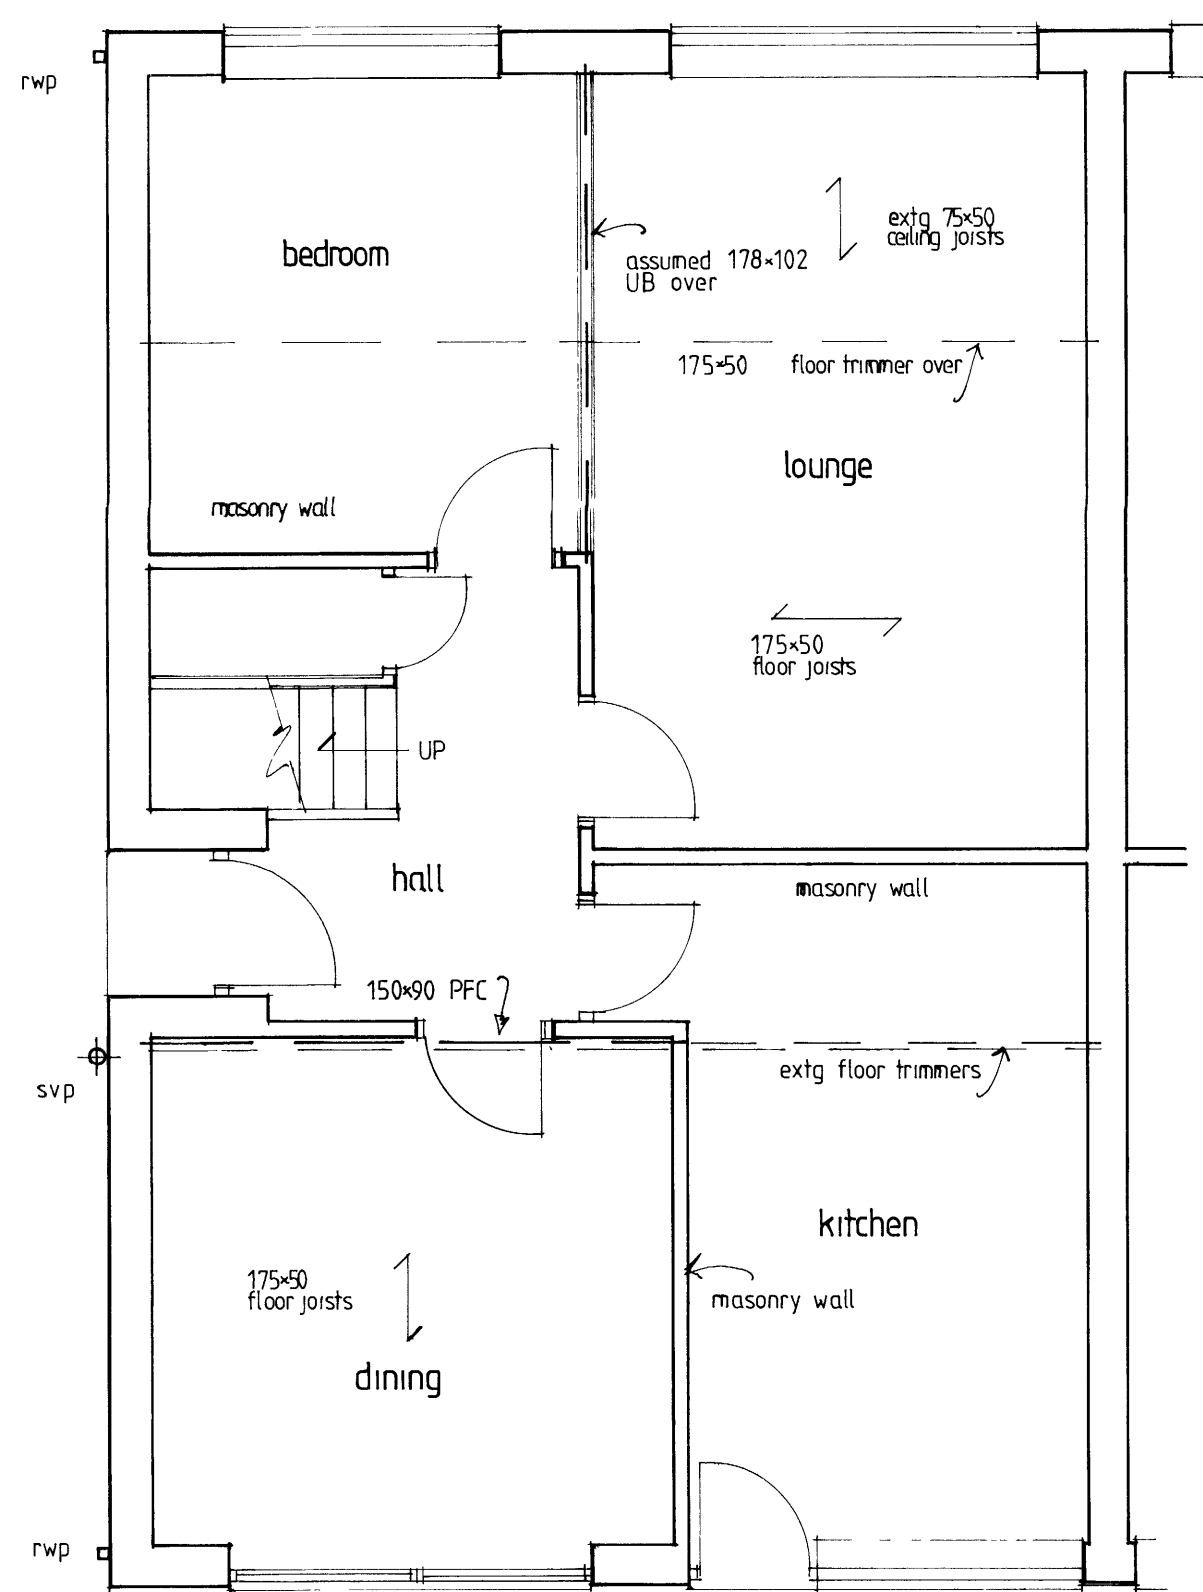 rwp
bedroom
extg 75×50
ceiling joists
assumed 178×102
UB over
175×50 floor trimmer over
lounge
masonry wall
175×50
floor joists
UP
hall
masonry wall
150×90 PFC
svp
extg floor trimmers
kitchen
175×50
floor joists
masonry wall
dining
rwp